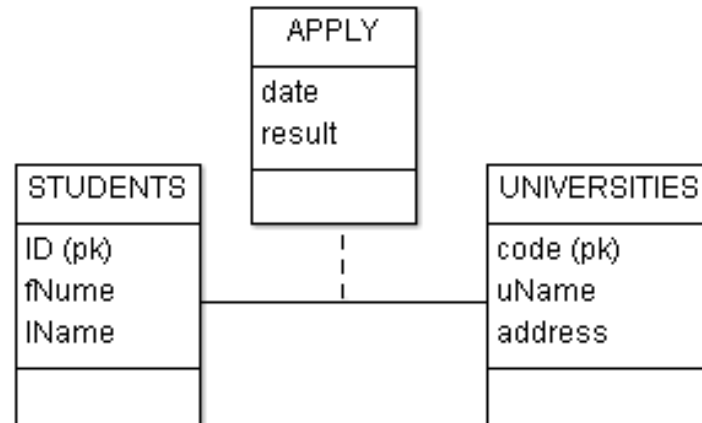 APPLY
date
result
STUDENTS
ID (pk)
fNume
lName
UNIVERSITIES
code (pk)
uName
address